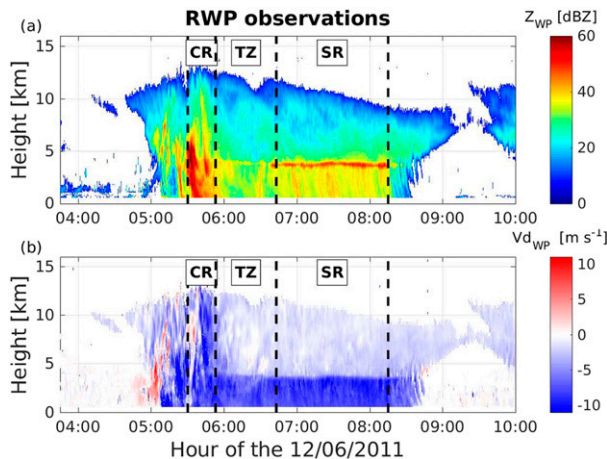 RWP observations
Z_WP [dBZ]
(a)
CR TZ SR
Height [km]
15
10
5
0
04:00 05:00 06:00 07:00 08:00 09:00 10:00
60
40
20
0
Vd_WP [m s⁻¹]
(b)
CR TZ SR
Height [km]
15
10
5
0
04:00 05:00 06:00 07:00 08:00 09:00 10:00
10
5
0
-5
-10
Hour of the 12/06/2011